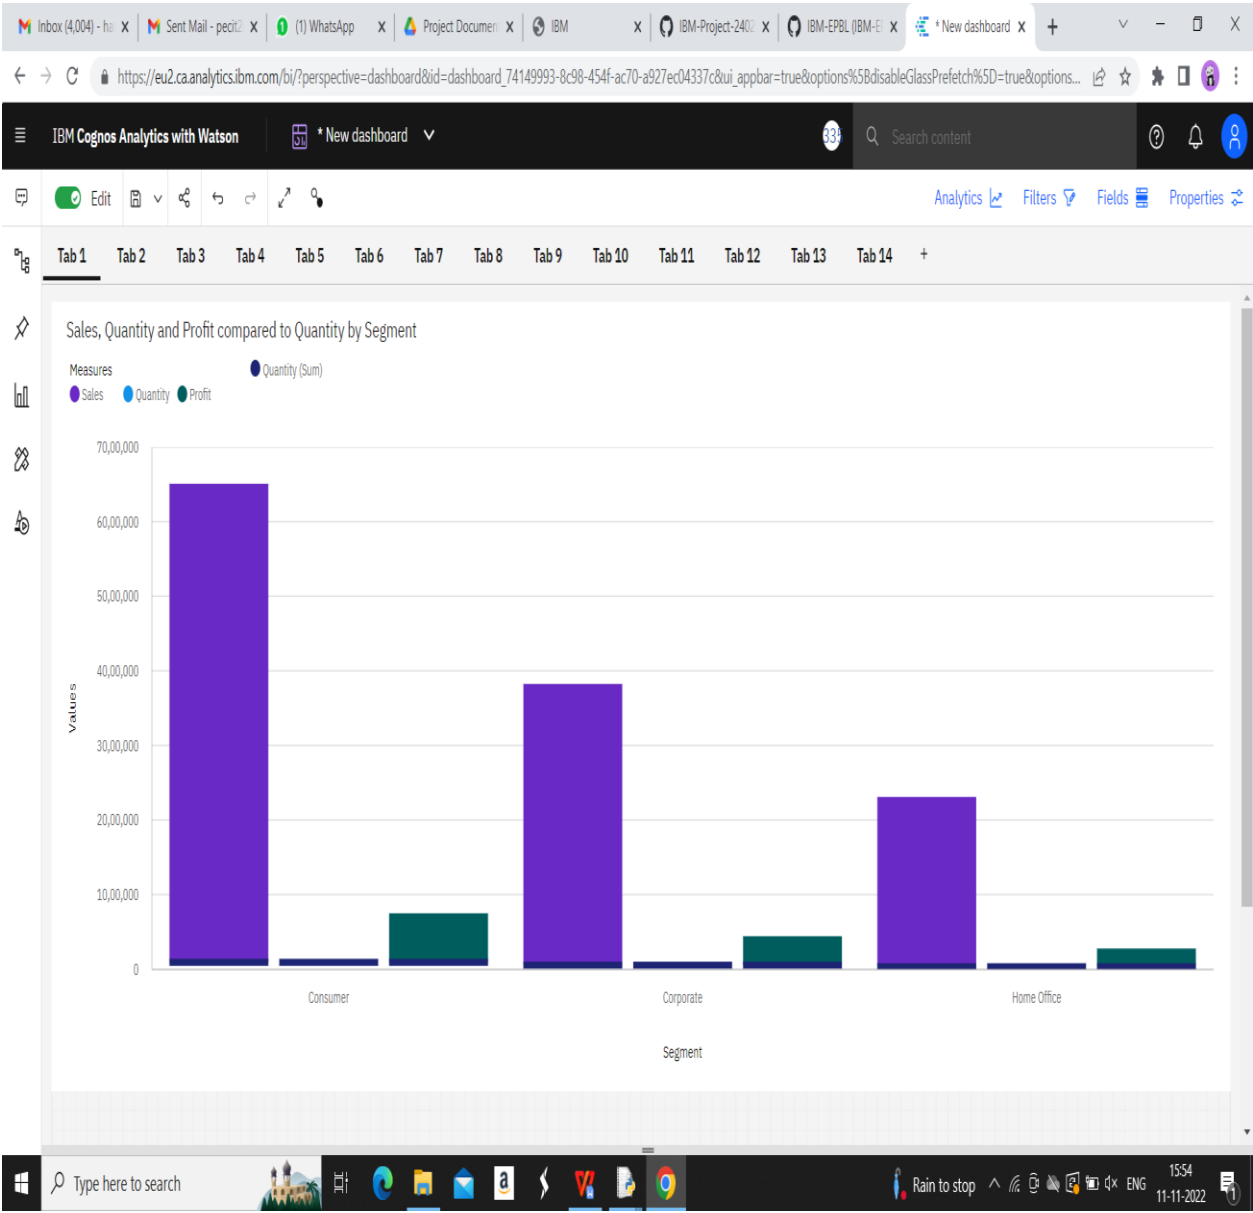 Inbox (4,004) - ha
Sent Mail - pecit2
(1) WhatsApp
Project Documen
IBM
IBM-Project-2402
IBM-EPBL (IBM-E
* New dashboard
https://eu2.ca.analytics.ibm.com/bi/?perspective=dashboard&id=dashboard_74149993-8c98-454f-ac70-a927ec04337c&ui_appbar=true&options%5BdisableGlassPrefetch%5D=true&options...
IBM Cognos Analytics with Watson
* New dashboard
335
Search content
Edit
Analytics
Filters
Fields
Properties
Tab 1 Tab 2 Tab 3 Tab 4 Tab 5 Tab 6 Tab 7 Tab 8 Tab 9 Tab 10 Tab 11 Tab 12 Tab 13 Tab 14 +
Sales, Quantity and Profit compared to Quantity by Segment
Measures
Quantity (Sum)
Sales Quantity Profit
70,00,000
60,00,000
50,00,000
40,00,000
30,00,000
20,00,000
10,00,000
0
Values
Consumer Corporate Home Office
Segment
Type here to search
Rain to stop
ENG
15:54
11-11-2022
1